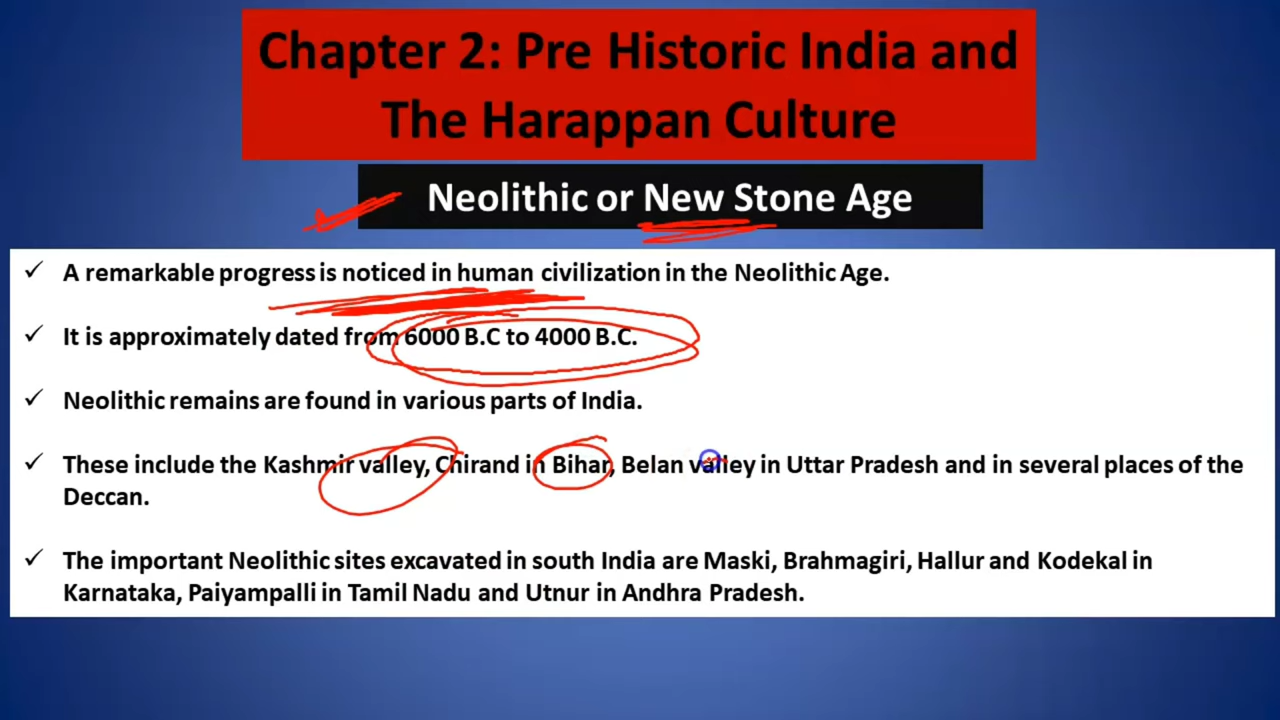 Chapter 2: Pre Historic India and
The Harappan Culture
Neolithic or New Stone Age
✓ A remarkable progress is noticed in human civilization in the Neolithic Age.
✓ It is approximately dated from 6000 B.C to 4000 B.C.
✓ Neolithic remains are found in various parts of India.
✓ These include the Kashmir valley, Chirand in Bihar, Belan valley in Uttar Pradesh and in several places of the
Deccan.
✓ The important Neolithic sites excavated in south India are Maski, Brahmagiri, Hallur and Kodekal in
Karnataka, Paiyampalli in Tamil Nadu and Utnur in Andhra Pradesh.